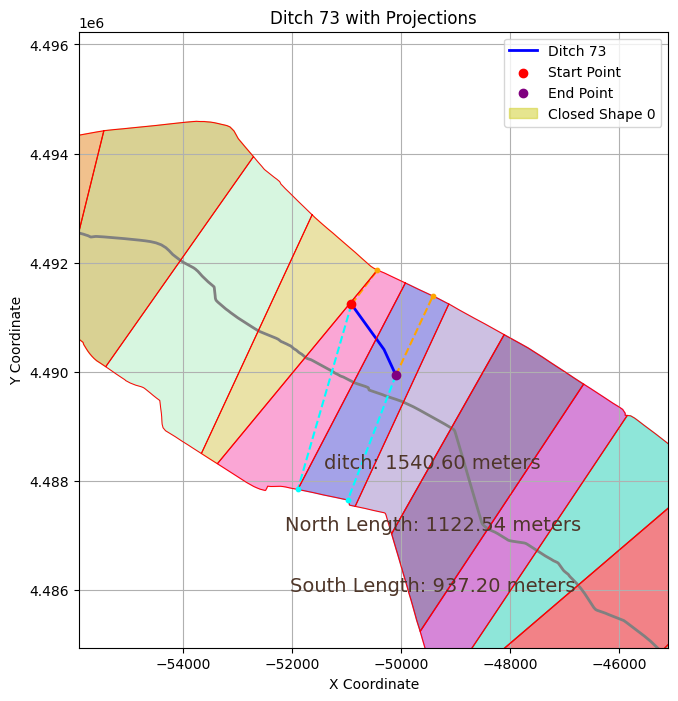 Ditch 73 with Projections
1e6
Ditch 73
Start Point
End Point
Closed Shape 0
4.496
4.494
4.492
4.490
4.488
4.486
Y Coordinate
ditch: 1540.60 meters
North Length: 1122.54 meters
South Length: 937.20 meters
−54000
−52000
−50000
−48000
−46000
X Coordinate